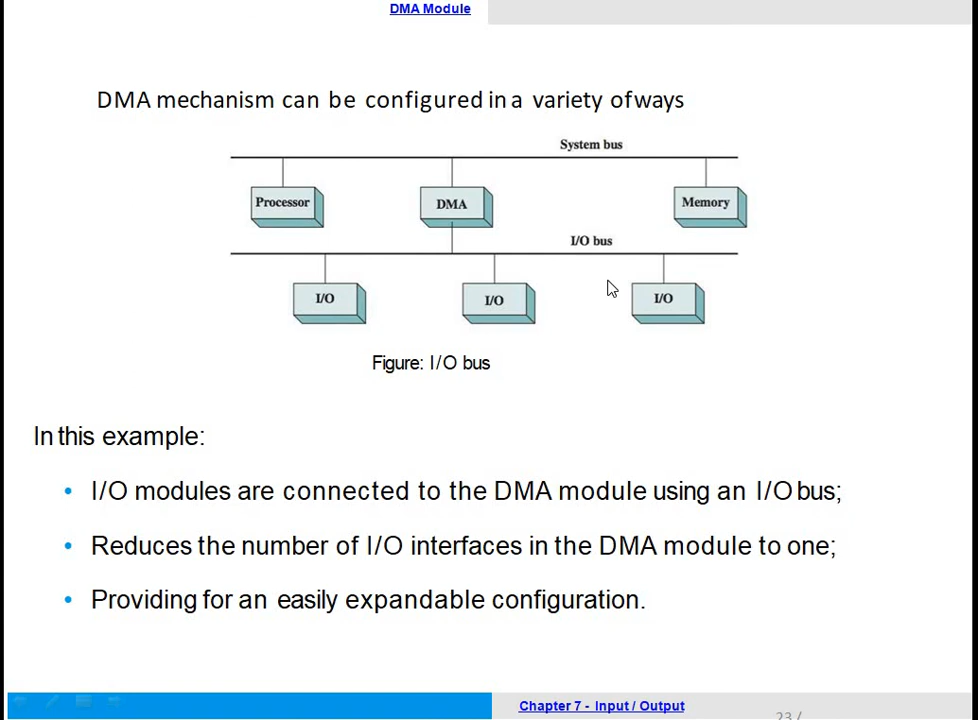 DMA Module
DMA mechanism can be configured in a variety of ways
System bus
Processor
DMA
Memory
I/O bus
I/O
I/O
I/O
Figure: I/O bus
In this example:
• I/O modules are connected to the DMA module using an I/O bus;
• Reduces the number of I/O interfaces in the DMA module to one;
• Providing for an easily expandable configuration.
Chapter 7 - Input / Output
23 /